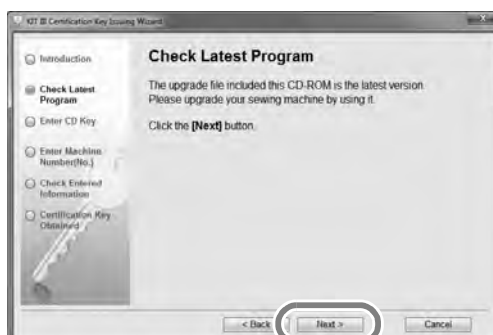 KIT III Certification Key Issuing Wizard
Introduction
Check Latest
Program
Enter CD Key
Enter Machine
Number(No.)
Check Entered
Information
Certification Key
Obtained
Check Latest Program
The upgrade file included this CD-ROM is the latest version.
Please upgrade your sewing machine by using it.
Click the [Next] button.
< Back
Next >
Cancel